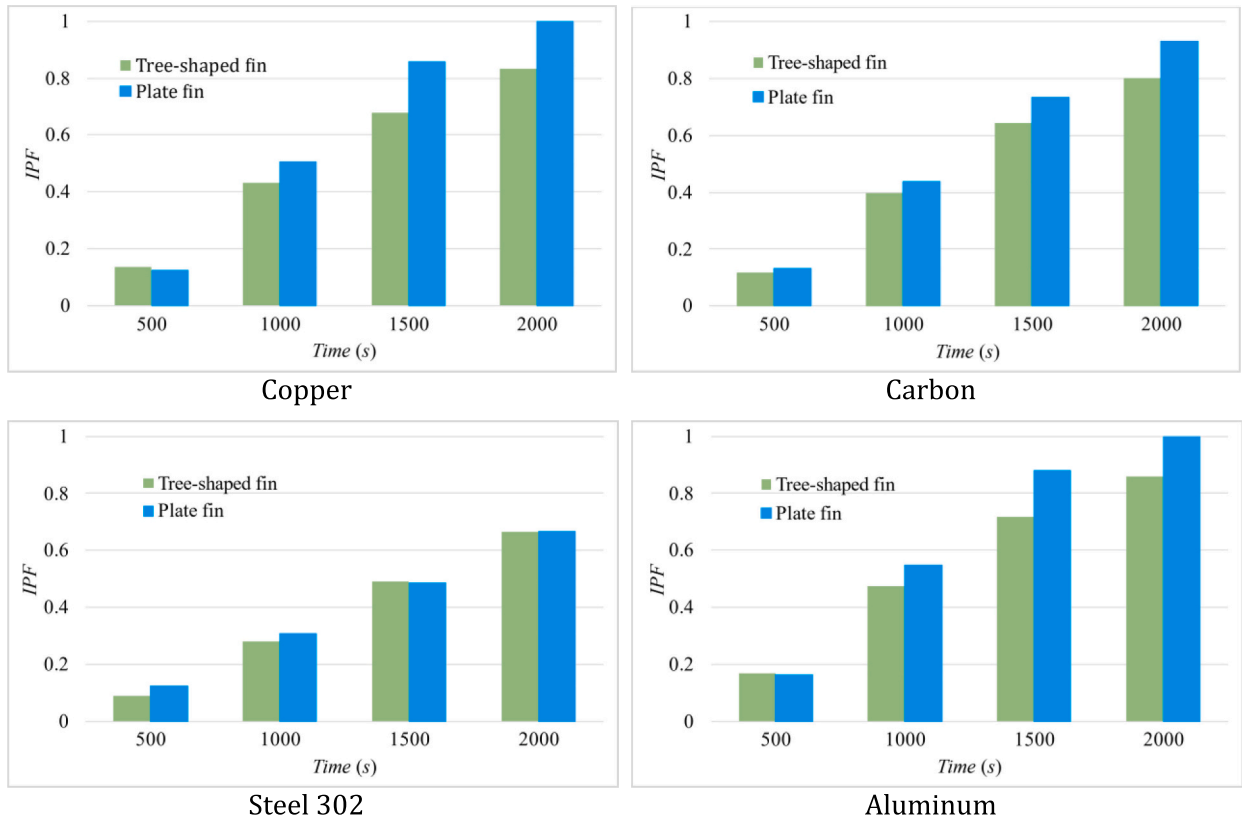 1
0.8
0.6
0.4
0.2
0
IPF
Tree-shaped fin
Plate fin
500 1000 1500 2000
Time (s)
Copper
1
0.8
0.6
0.4
0.2
0
IPF
Tree-shaped fin
Plate fin
500 1000 1500 2000
Time (s)
Carbon
1
0.8
0.6
0.4
0.2
0
IPF
Tree-shaped fin
Plate fin
500 1000 1500 2000
Time (s)
Steel 302
1
0.8
0.6
0.4
0.2
0
IPF
Tree-shaped fin
Plate fin
500 1000 1500 2000
Time (s)
Aluminum